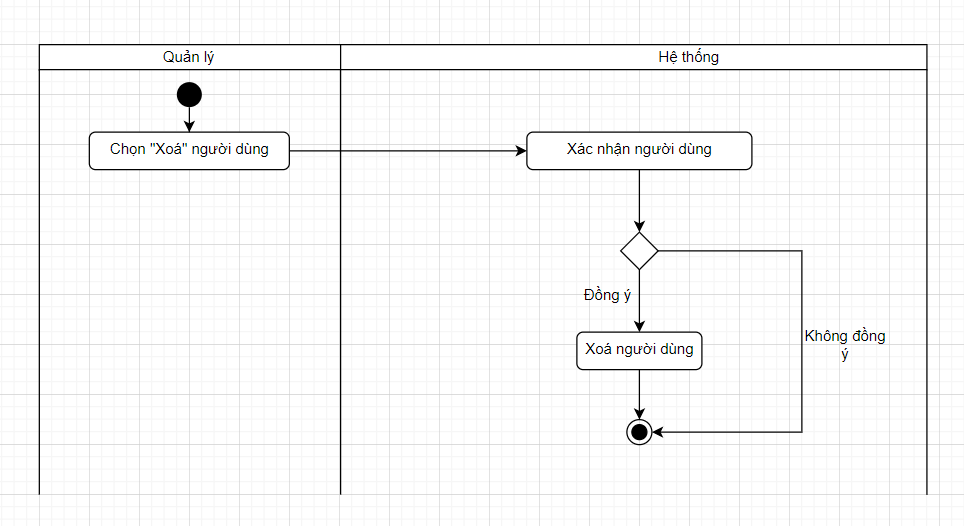 Quản lý
Hệ thống
Chọn "Xoá" người dùng
Xác nhận người dùng
Đồng ý
Không đồng
ý
Xoá người dùng